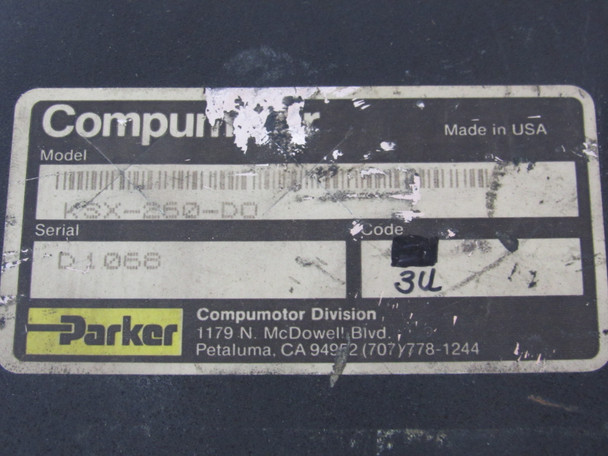 Compumotor
Made in USA
Model
KSX-260-DO
Serial
Code
D1068
3U
Parker
Compumotor Division
1179 N. McDowell Blvd.
Petaluma, CA 94952 (707) 778-1244